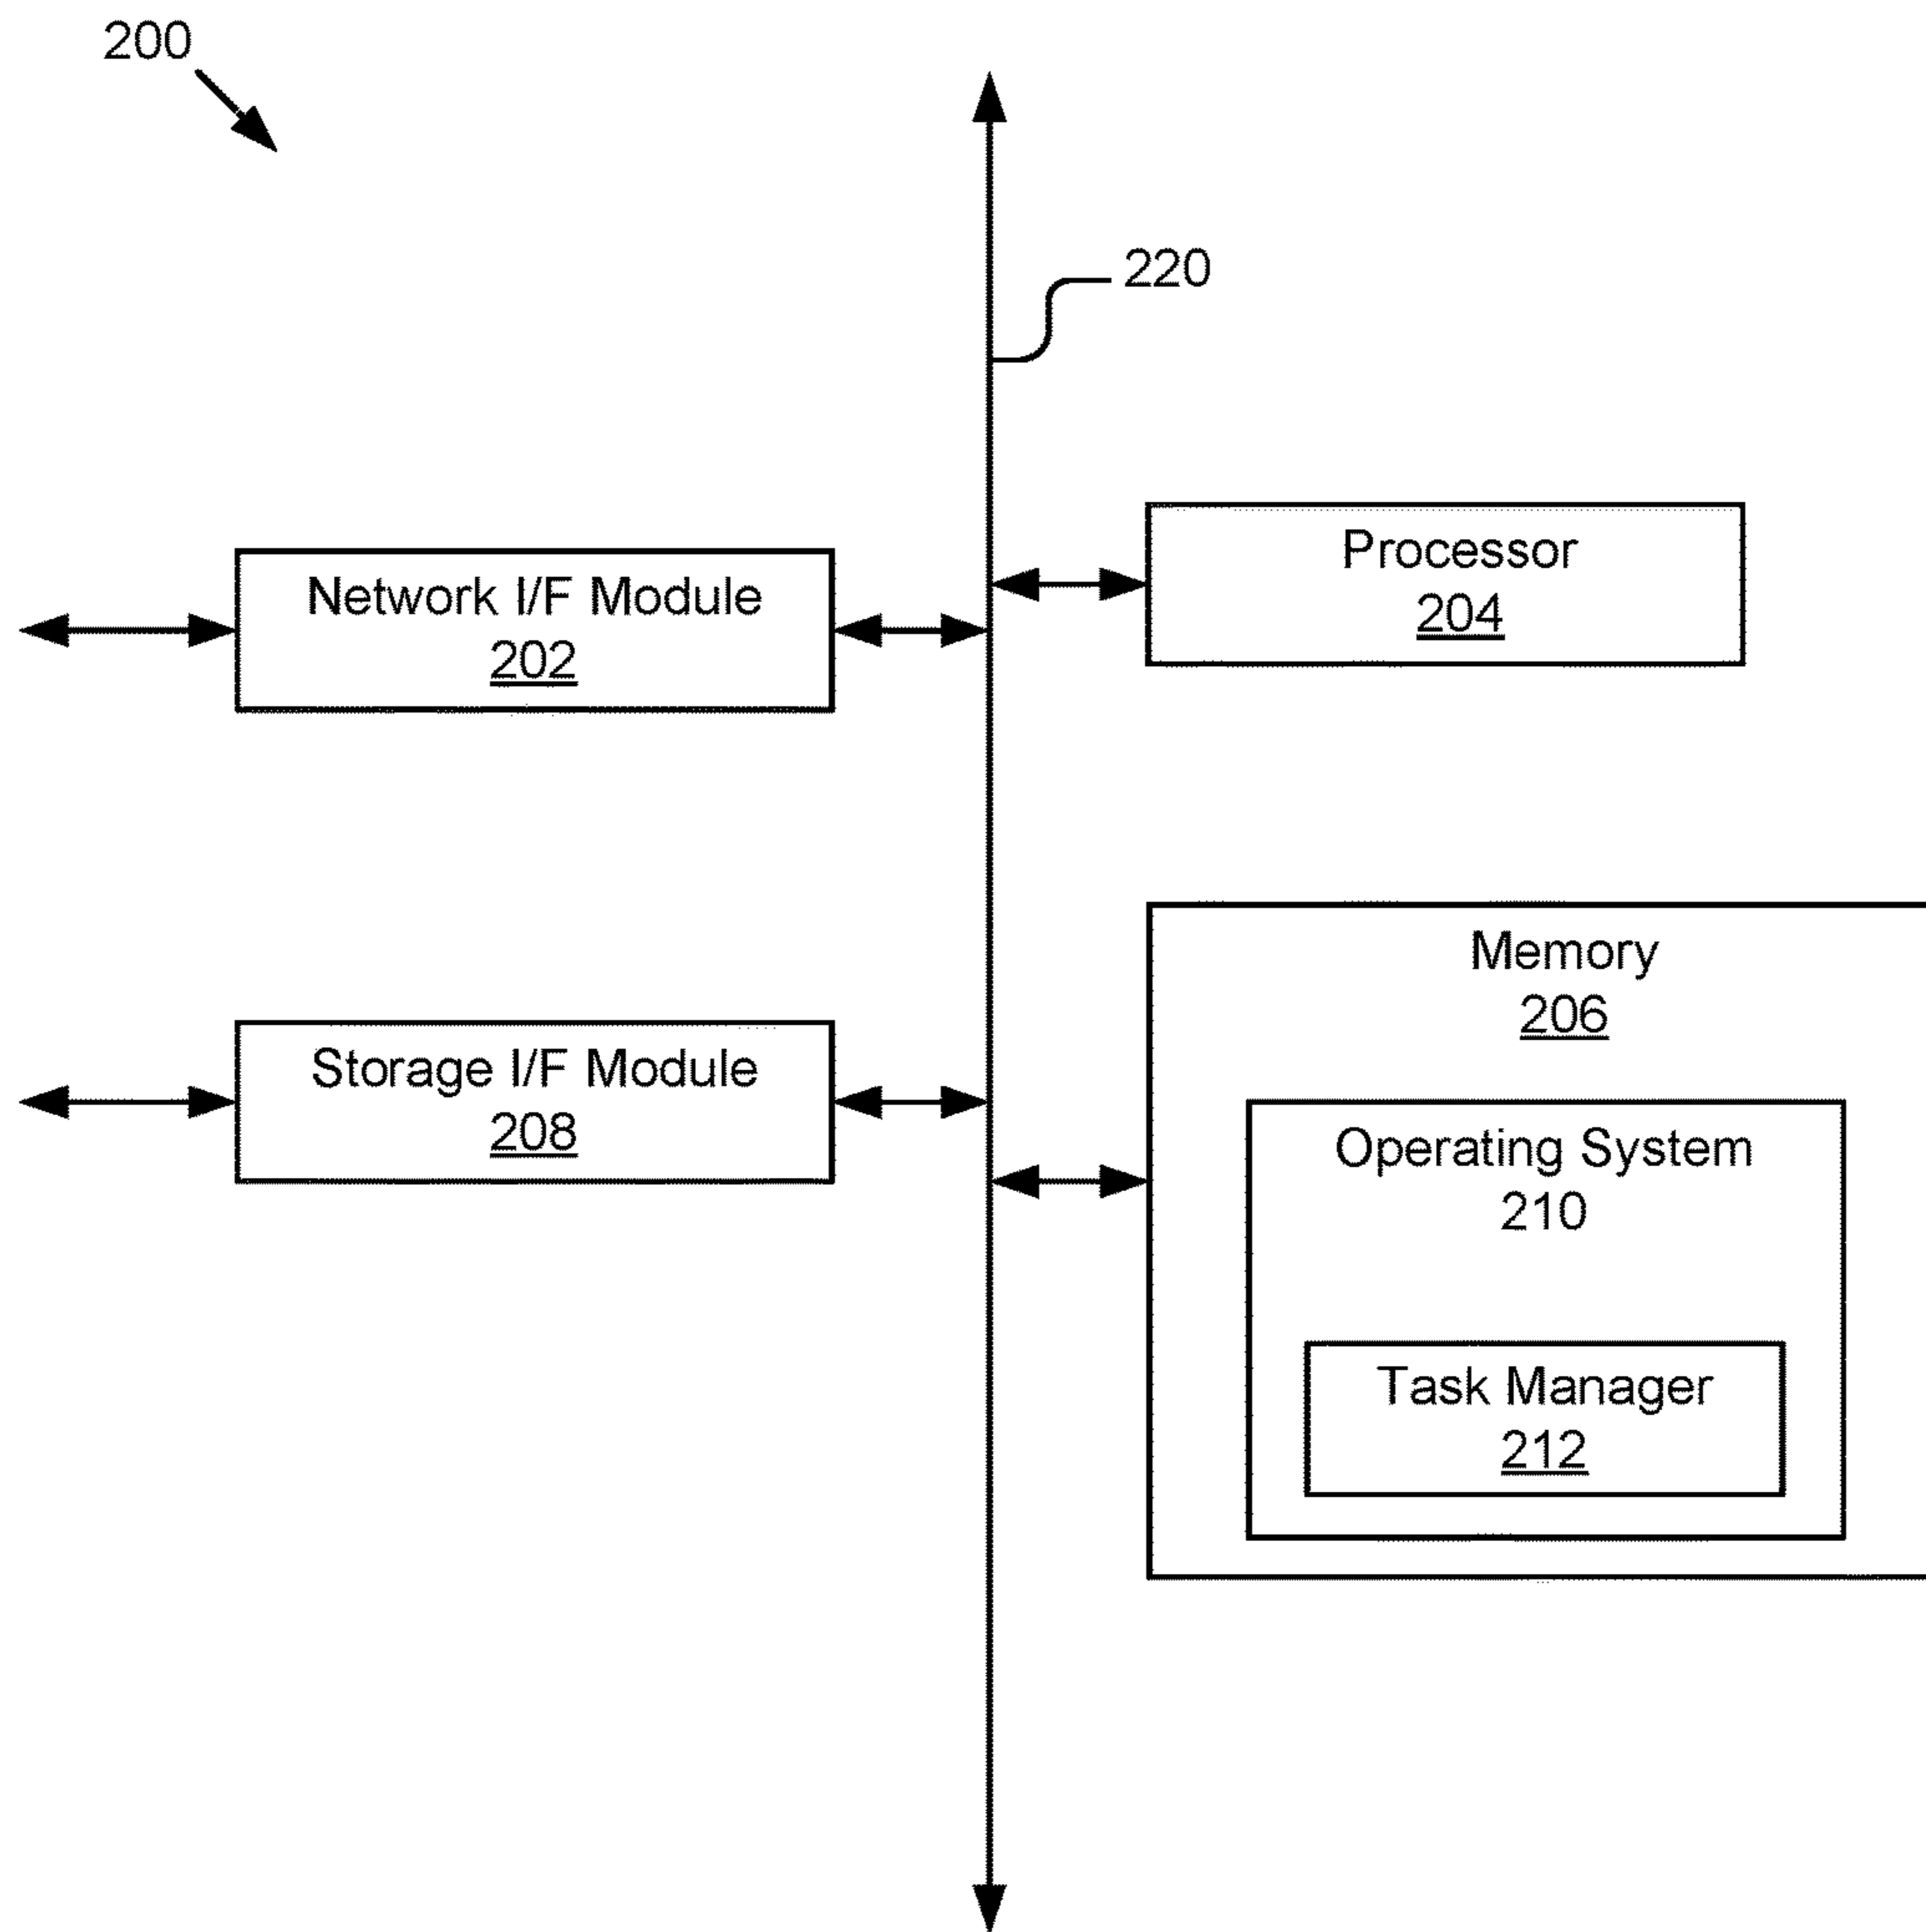 200
220
Processor
204
Network I/F Module
202
Memory
206
Storage I/F Module
208
Operating System
210
Task Manager
212